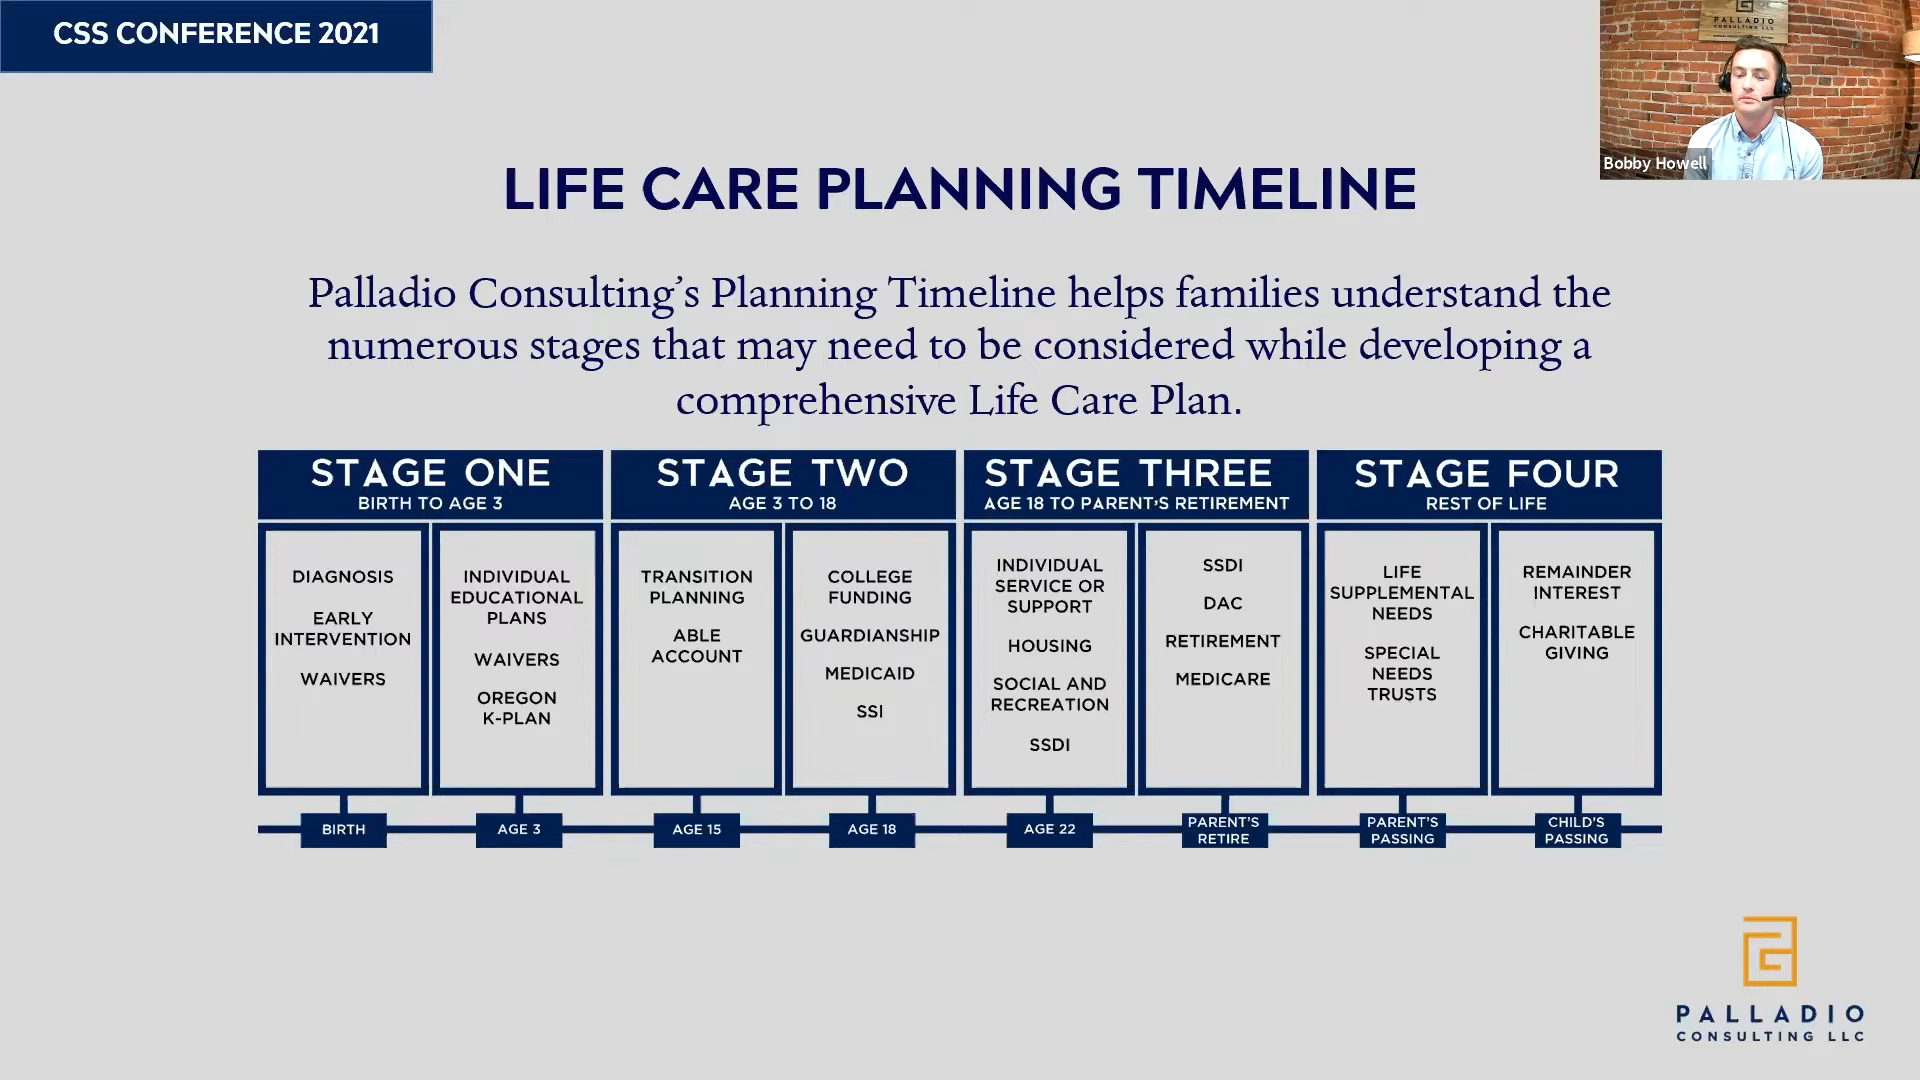 CSS CONFERENCE 2021
PALLADIO
CONSULTING LLC
Bobby Howell
LIFE CARE PLANNING TIMELINE
Palladio Consulting’s Planning Timeline helps families understand the
numerous stages that may need to be considered while developing a
comprehensive Life Care Plan.
STAGE ONE
BIRTH TO AGE 3
DIAGNOSIS
EARLY
INTERVENTION
WAIVERS
INDIVIDUAL
EDUCATIONAL
PLANS
WAIVERS
OREGON
K-PLAN
STAGE TWO
AGE 3 TO 18
TRANSITION
PLANNING
ABLE
ACCOUNT
COLLEGE
FUNDING
GUARDIANSHIP
MEDICAID
SSI
STAGE THREE
AGE 18 TO PARENT’S RETIREMENT
INDIVIDUAL
SERVICE OR
SUPPORT
HOUSING
SOCIAL AND
RECREATION
SSDI
SSDI
DAC
RETIREMENT
MEDICARE
STAGE FOUR
REST OF LIFE
LIFE
SUPPLEMENTAL
NEEDS
SPECIAL
NEEDS
TRUSTS
REMAINDER
INTEREST
CHARITABLE
GIVING
BIRTH
AGE 3
AGE 15
AGE 18
AGE 22
PARENT’S
RETIRE
PARENT’S
PASSING
CHILD’S
PASSING
PALLADIO
CONSULTING LLC